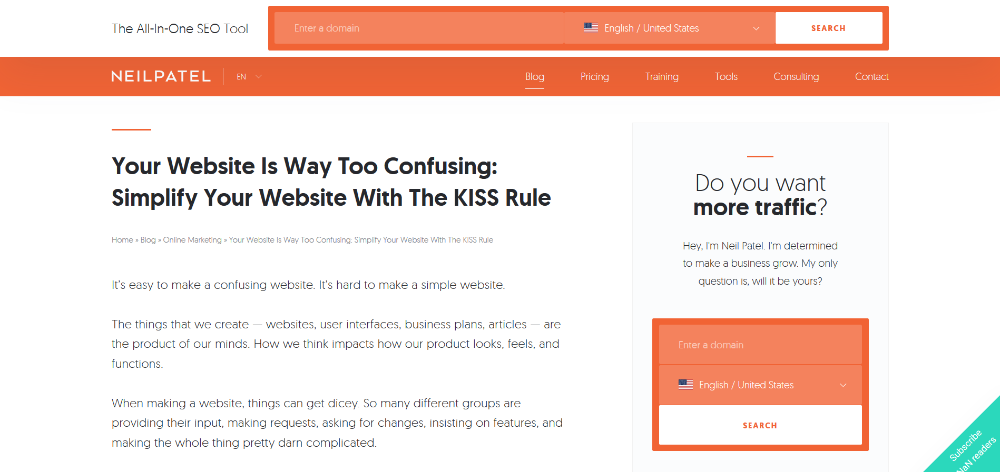 The All-In-One SEO Tool
Enter a domain
English / United States
SEARCH
NEILPATEL
EN
Blog
Pricing
Training
Tools
Consulting
Contact
Your Website Is Way Too Confusing:
Simplify Your Website With The KISS Rule
Home » Blog » Online Marketing » Your Website Is Way Too Confusing: Simplify Your Website With The KISS Rule
It’s easy to make a confusing website. It’s hard to make a simple website.
The things that we create — websites, user interfaces, business plans, articles — are
the product of our minds. How we think impacts how our product looks, feels, and
functions.
When making a website, things can get dicey. So many different groups are
providing their input, making requests, asking for changes, insisting on features, and
making the whole thing pretty darn complicated.
Do you want
more traffic?
Hey, I'm Neil Patel. I'm determined
to make a business grow. My only
question is, will it be yours?
Enter a domain
English / United States
SEARCH
Subscribe
NaN readers